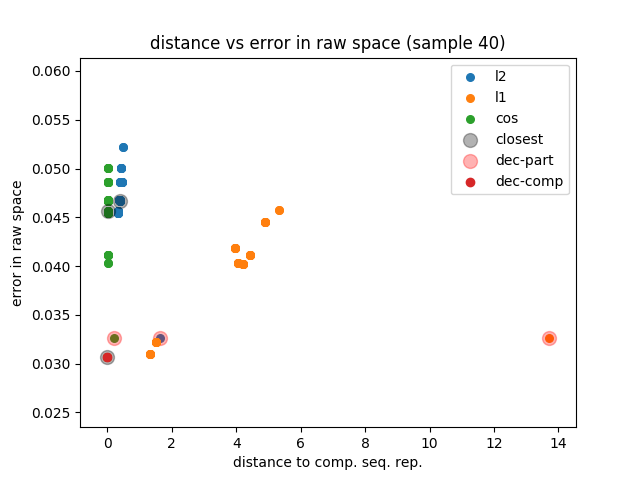 distance vs error in raw space (sample 40)
error in raw space
0.060
0.055
0.050
0.045
0.040
0.035
0.030
0.025
l2
l1
cos
closest
dec-part
dec-comp
0 2 4 6 8 10 12 14
distance to comp. seq. rep.